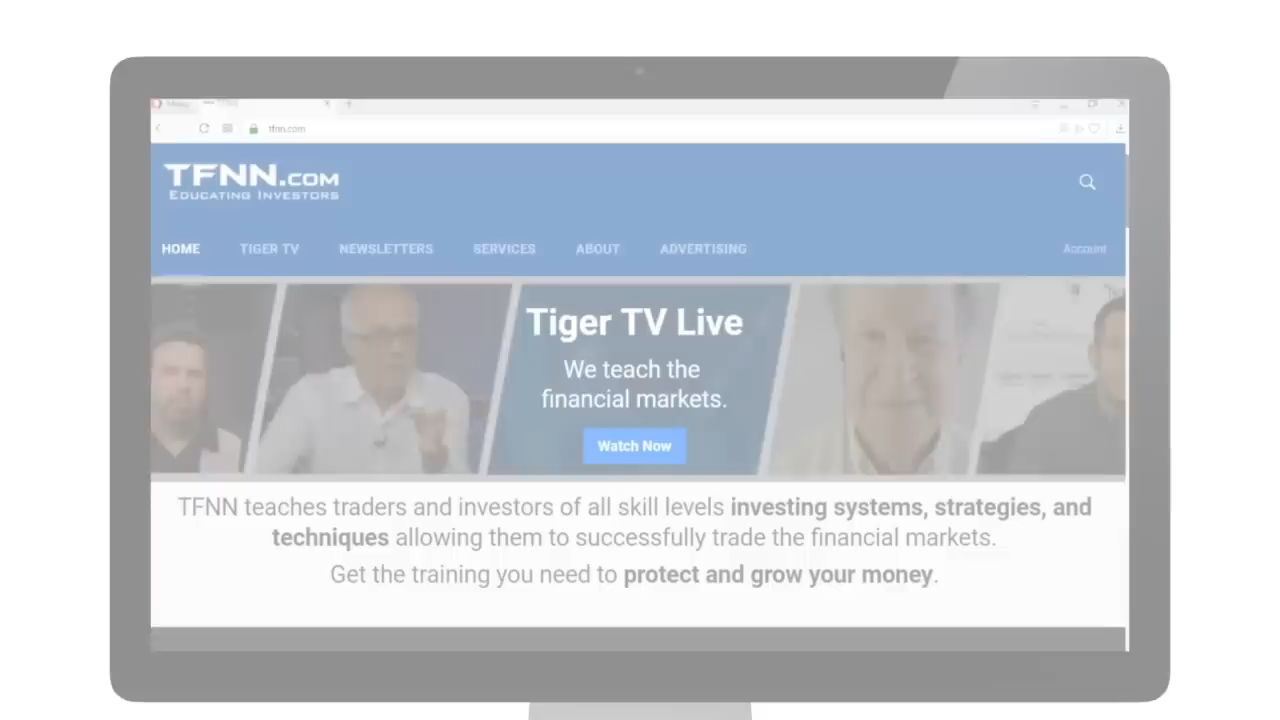 tfnn.com
TFNN.COM
EDUCATING INVESTORS
HOME TIGER TV NEWSLETTERS SERVICES ABOUT ADVERTISING Account
Tiger TV Live
We teach the
financial markets.
Watch Now
TFNN teaches traders and investors of all skill levels investing systems, strategies, and
techniques allowing them to successfully trade the financial markets.
Get the training you need to protect and grow your money.